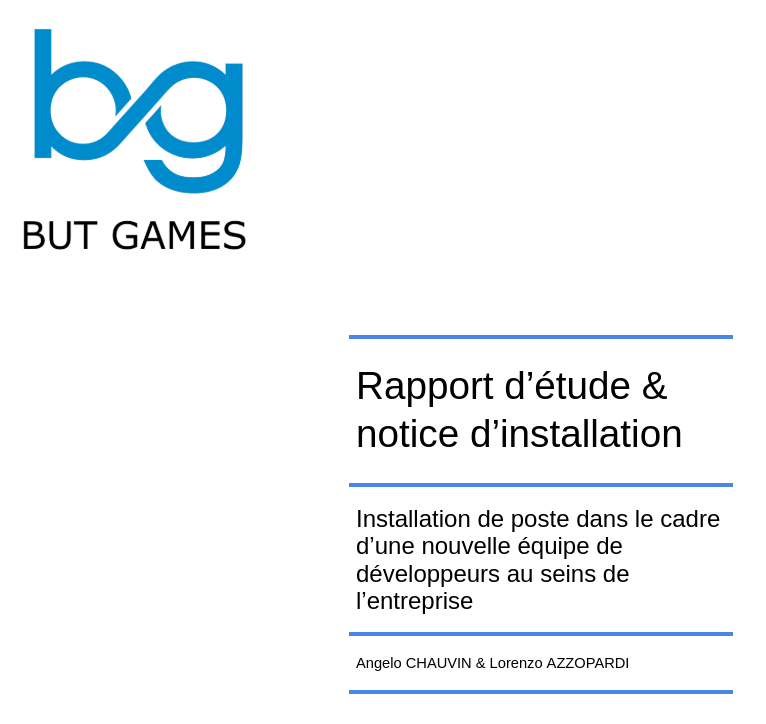 bg
BUT GAMES
Rapport d’étude &
notice d’installation
Installation de poste dans le cadre
d’une nouvelle équipe de
développeurs au seins de
l’entreprise
Angelo CHAUVIN & Lorenzo AZZOPARDI